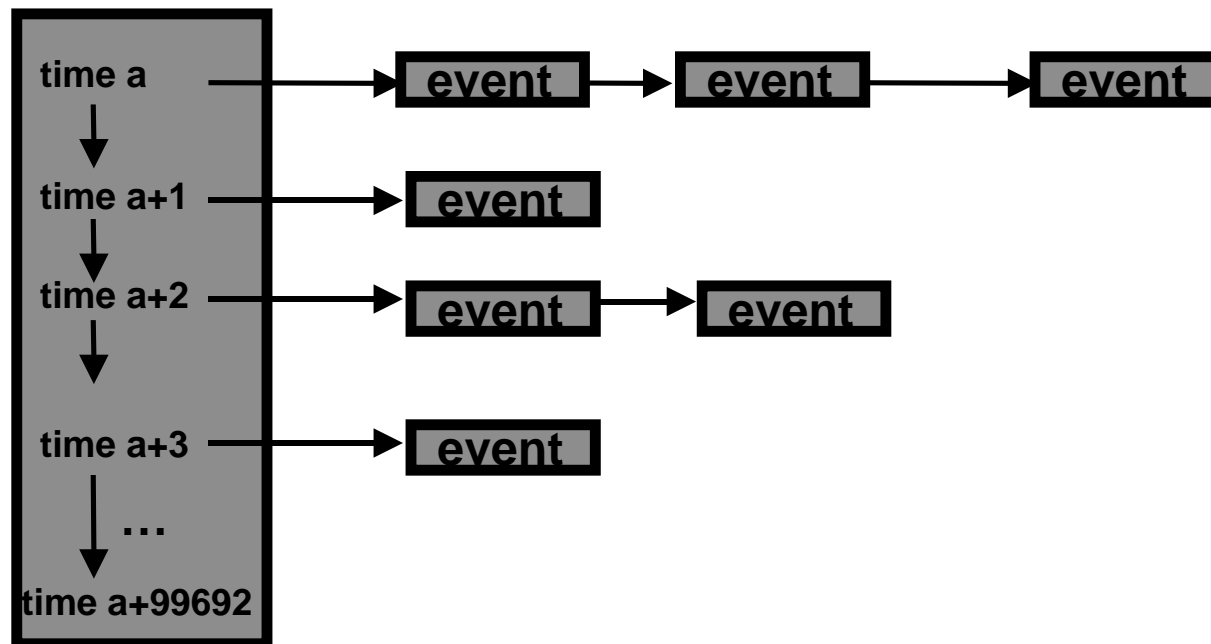 time a event event event
time a+1 event
time a+2 event event
time a+3 event
...
time a+99692